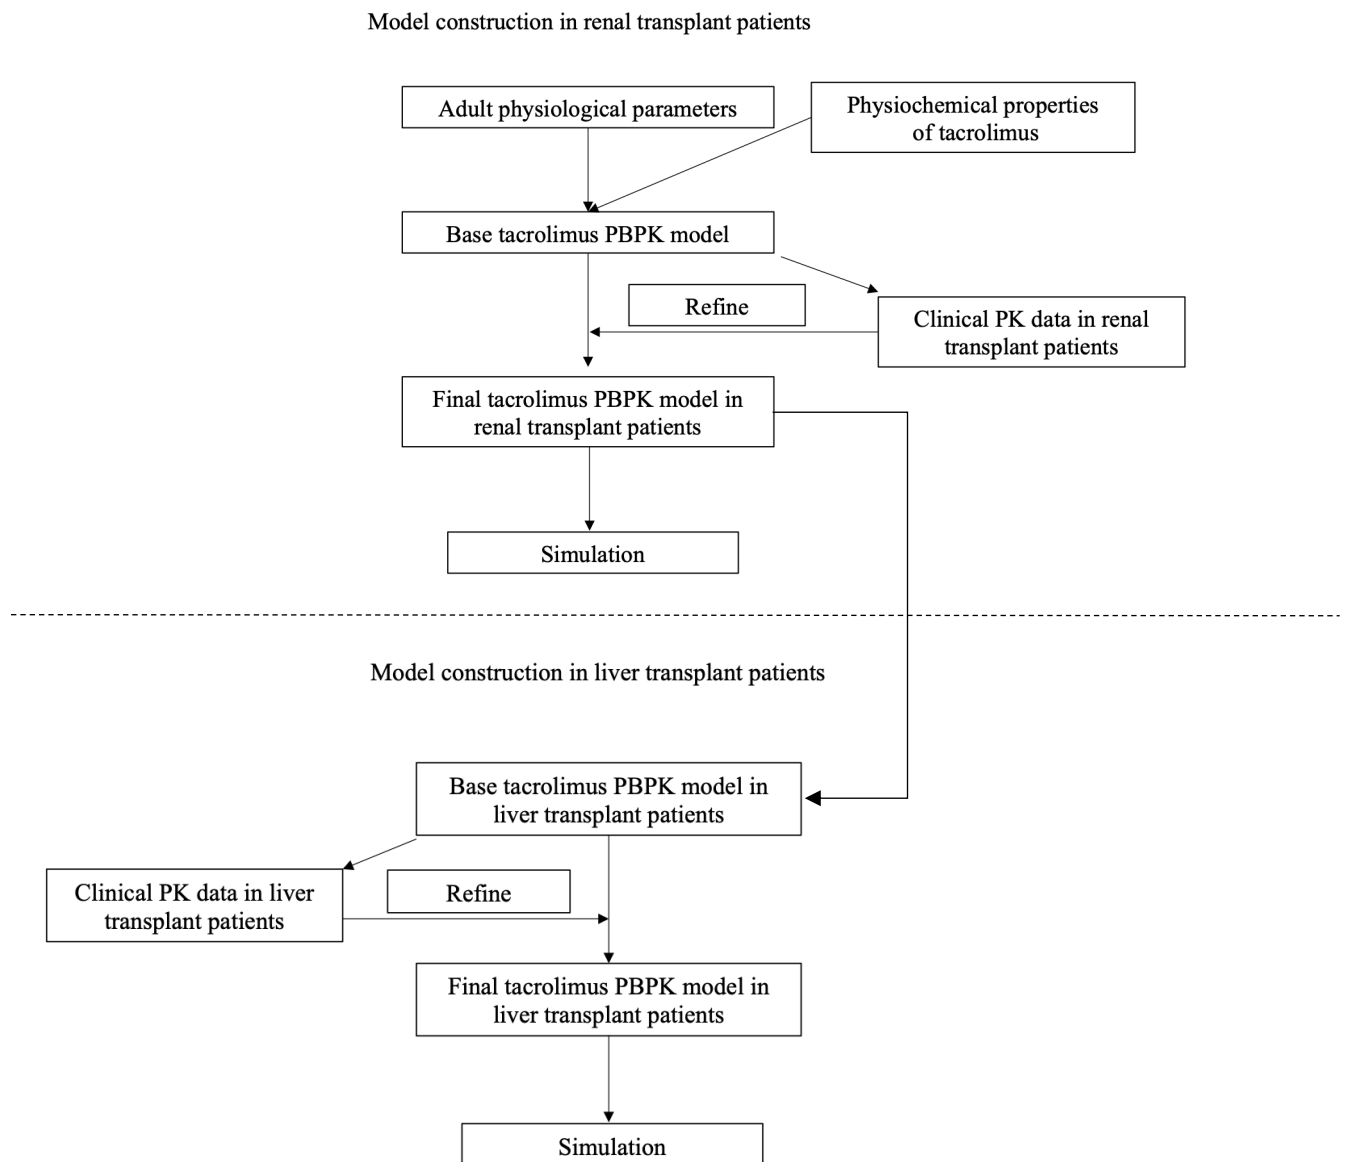 Model construction in renal transplant patients
Adult physiological parameters
Physiochemical properties
of tacrolimus
Base tacrolimus PBPK model
Refine
Clinical PK data in renal
transplant patients
Final tacrolimus PBPK model in
renal transplant patients
Simulation
Model construction in liver transplant patients
Base tacrolimus PBPK model in
liver transplant patients
Clinical PK data in liver
transplant patients
Refine
Final tacrolimus PBPK model in
liver transplant patients
Simulation